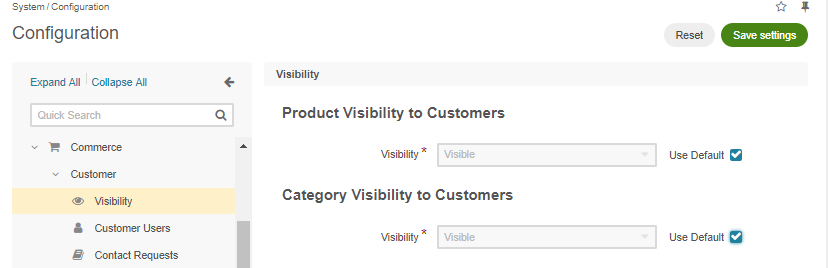 System / Configuration
Configuration
Reset
Save settings
Expand All
Collapse All
Quick Search
Commerce
Customer
Visibility
Customer Users
Contact Requests
Visibility
Product Visibility to Customers
Visibility * Visible Use Default
Category Visibility to Customers
Visibility * Visible Use Default